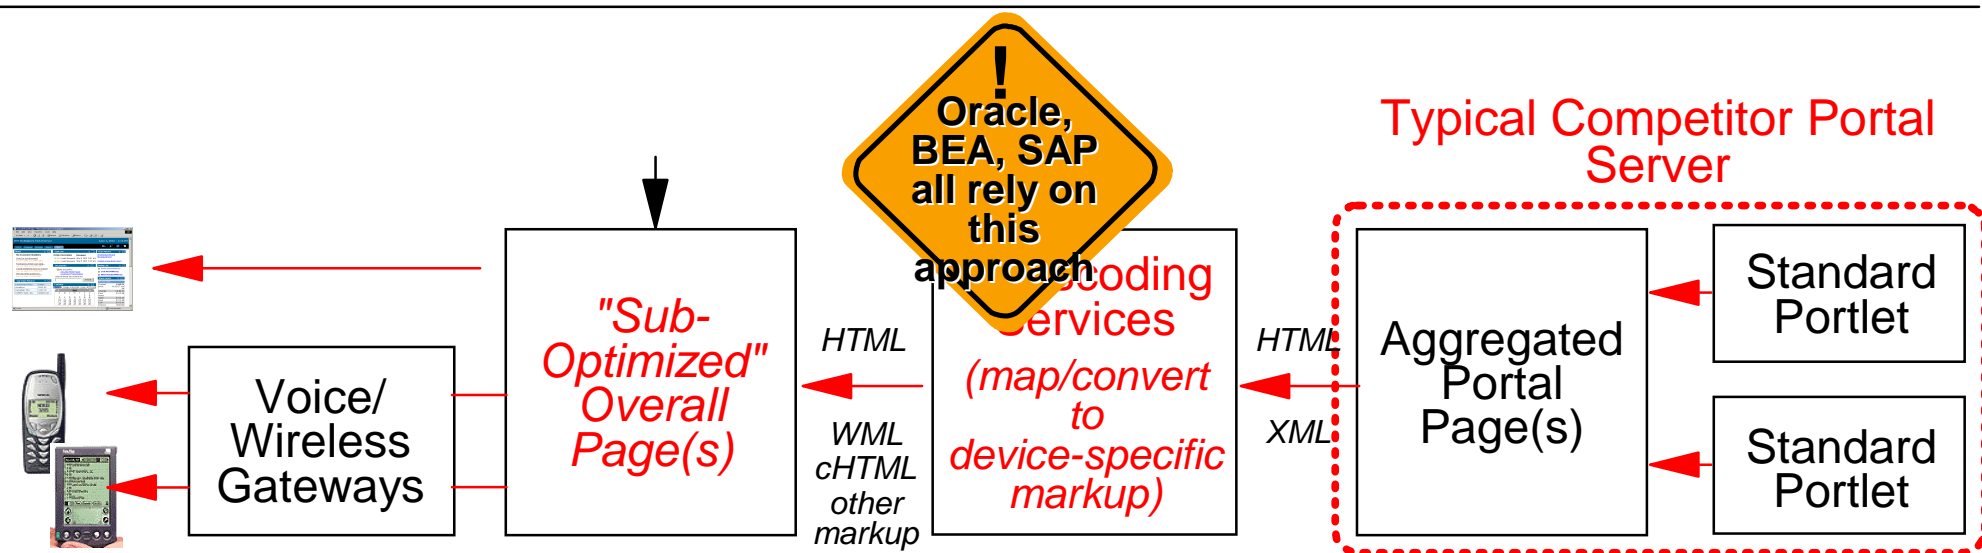 !
Oracle,
BEA, SAP
all rely on
this
approach
Typical Competitor Portal
Server
"Sub-
Optimized"
Overall
Page(s)
Voice/
Wireless
Gateways
HTML
WML
cHTML
other
markup
coding
ervices
(map/convert
to
device-specific
markup)
HTML
XML
Aggregated
Portal
Page(s)
Standard
Portlet
Standard
Portlet